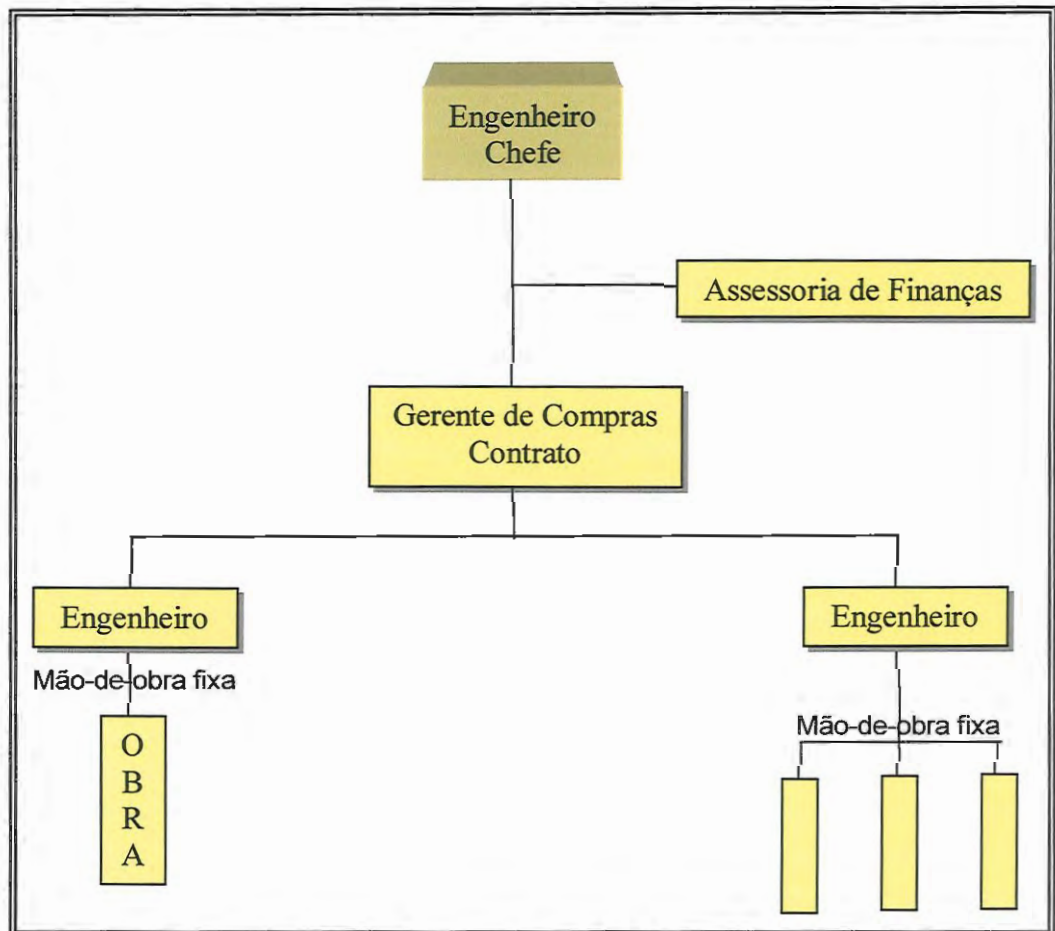 Engenheiro
Chefe
Assessoria de Finanças
Gerente de Compras
Contrato
Engenheiro
Engenheiro
Mão-de-obra fixa
Mão-de-obra fixa
O
B
R
A